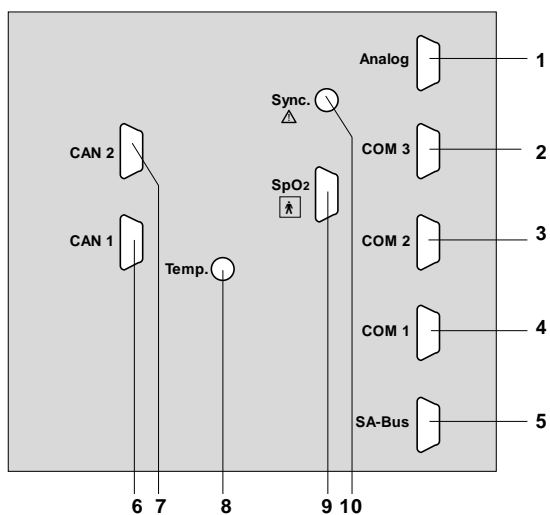 Analog 1
Sync.
COM 3 2
CAN 2
SpO2
COM 2 3
CAN 1
Temp.
COM 1 4
SA-Bus 5
6 7 8 9 10